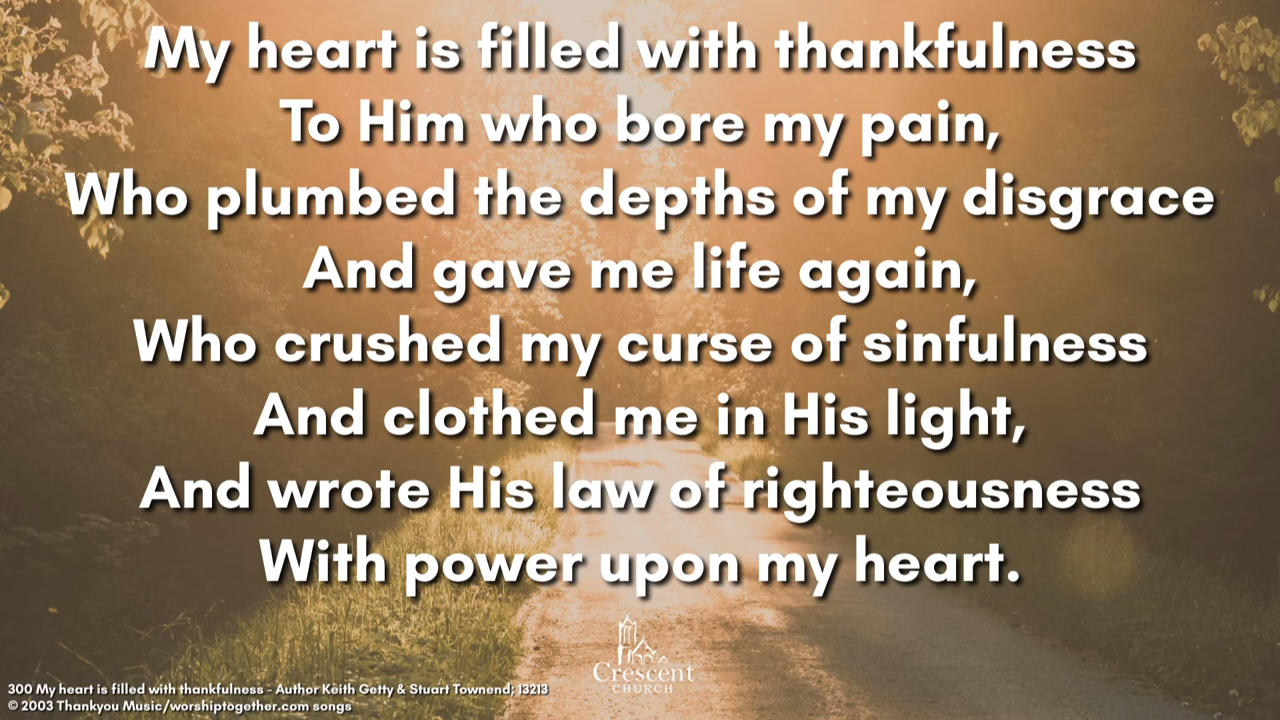 My heart is filled with thankfulness
To Him who bore my pain,
Who plumbed the depths of my disgrace
And gave me life again,
Who crushed my curse of sinfulness
And clothed me in His light,
And wrote His law of righteousness
With power upon my heart.
Crescent
CHURCH
300 My heart is filled with thankfulness - Author Keith Getty & Stuart Townend; 13213
© 2003 Thankyou Music/worshiptogether.com songs